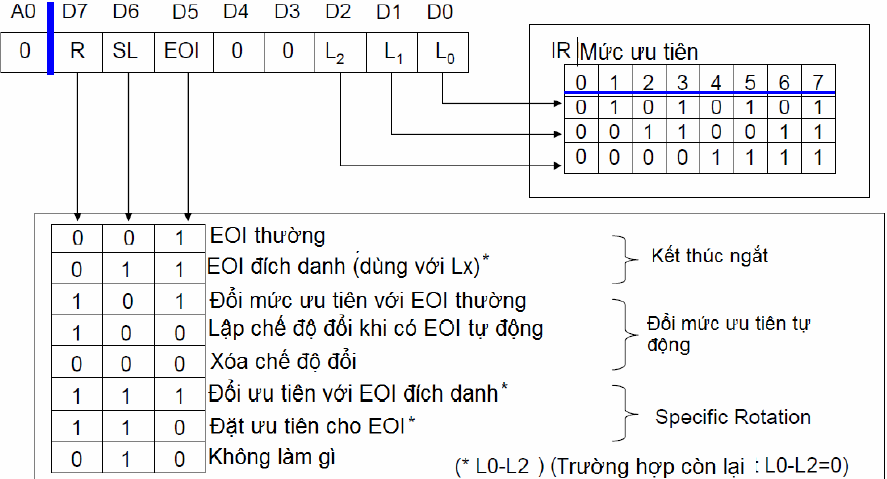 A0 D7 D6 D5 D4 D3 D2 D1 D0
0 R SL EOI 0 0 L2 L1 L0
IR Mức ưu tiên
0 1 2 3 4 5 6 7
0 1 0 1 0 1 0 1
0 0 1 1 0 0 1 1
0 0 0 0 1 1 1 1
0 0 1 EOI thường
0 1 1 EOI đích danh (dùng với Lx)*
Kết thúc ngắt
1 0 1 Đổi mức ưu tiên với EOI thường
1 0 0 Lập chế độ đổi khi có EOI tự động
0 0 0 Xóa chế độ đổi
Đổi mức ưu tiên tự
động
1 1 1 Đổi ưu tiên với EOI đích danh*
1 1 0 Đặt ưu tiên cho EOI*
Specific Rotation
0 1 0 Không làm gì
(* L0-L2 ) (Trường hợp còn lại : L0-L2=0)